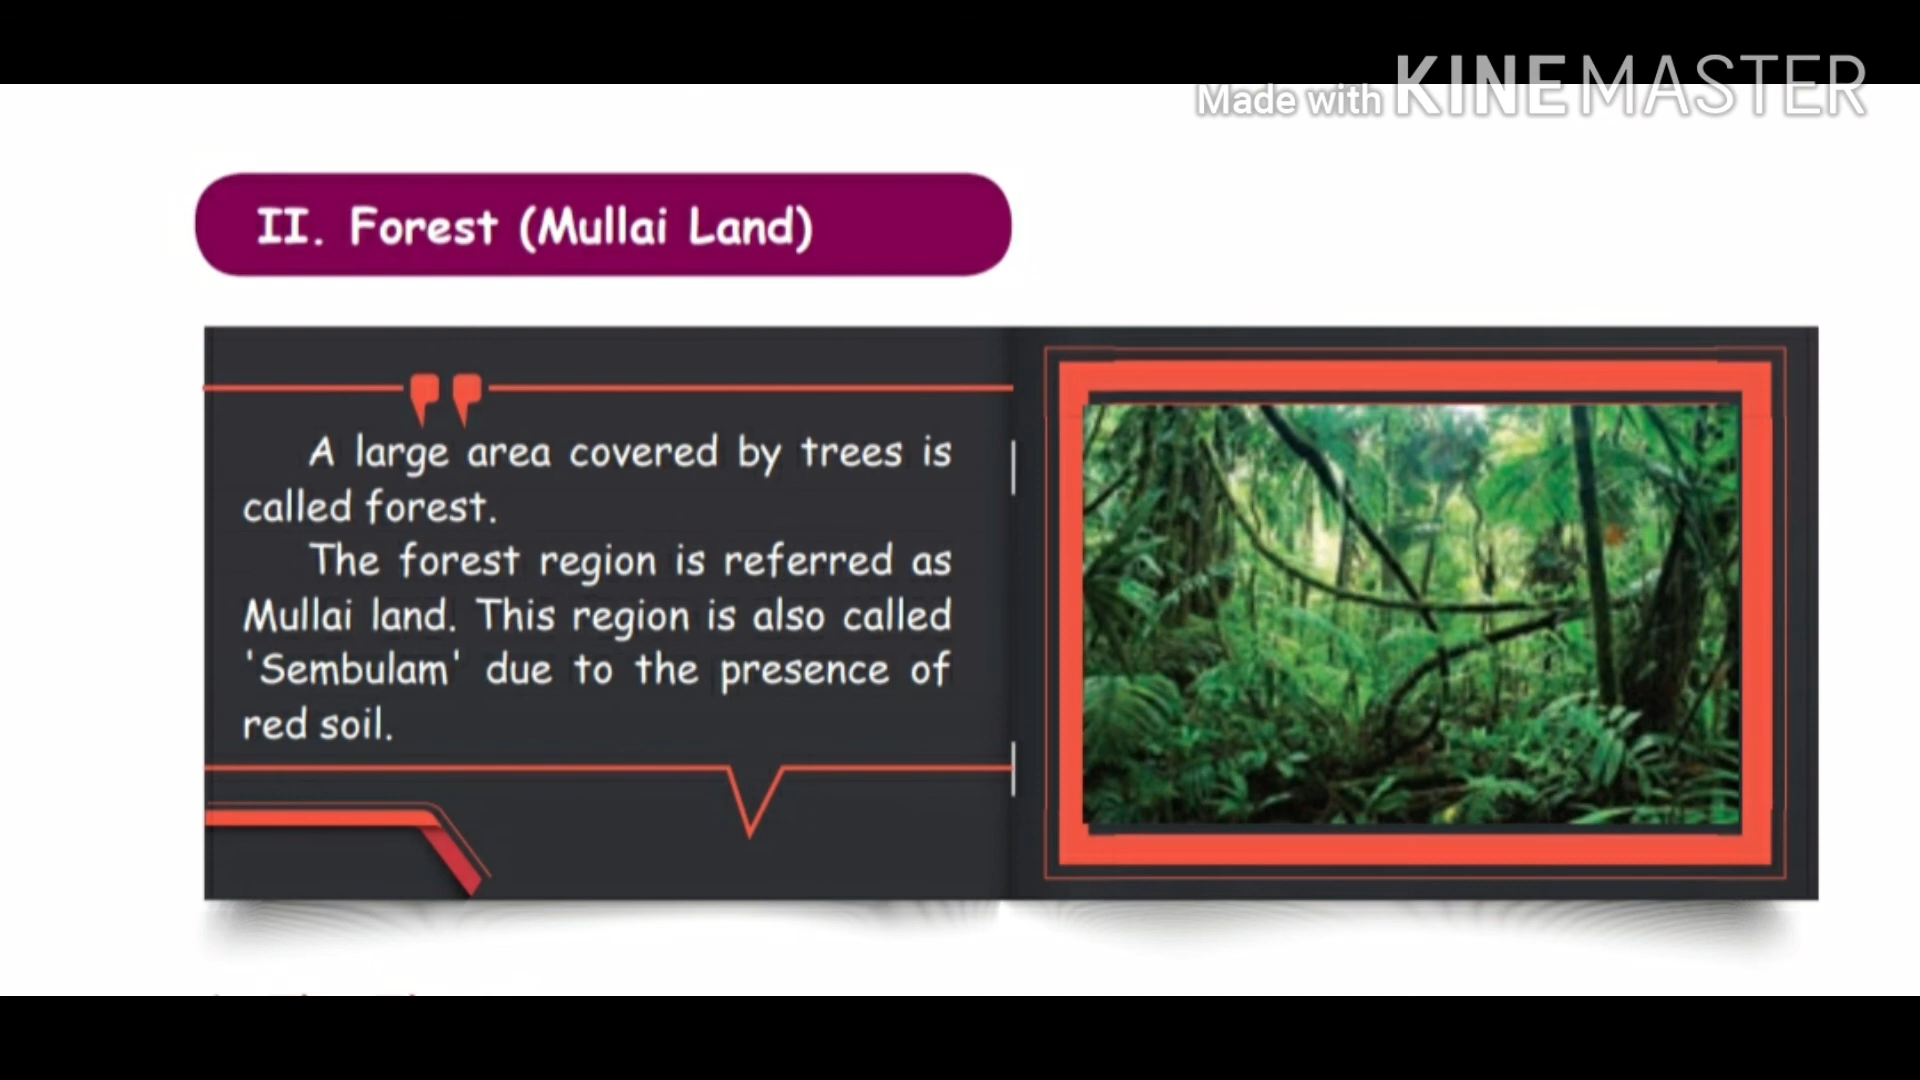 Made with KINEMASTER
II. Forest (Mullai Land)
A large area covered by trees is
called forest.
The forest region is referred as
Mullai land. This region is also called
'Sembulam' due to the presence of
red soil.